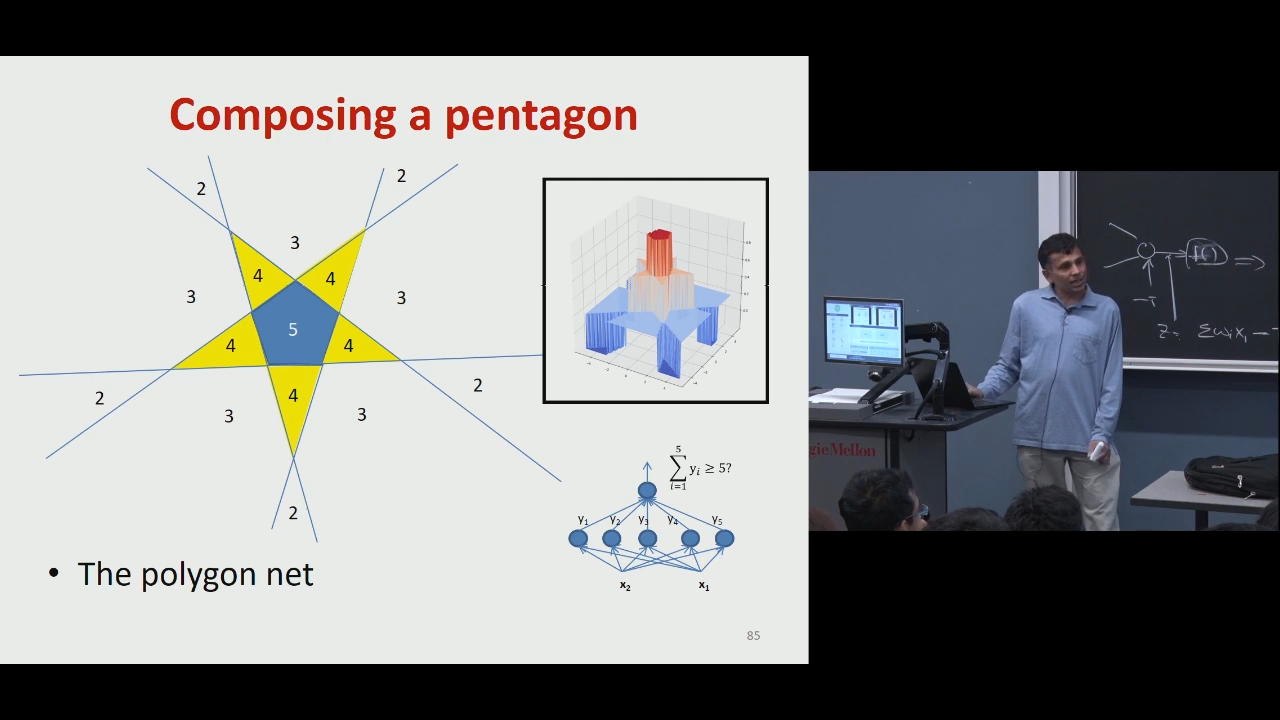 Composing a pentagon
2
2
3
4
4
3
3
5
4
4
2
2
4
3
3
2
5
∑ yᵢ ≥ 5?
i=1
y₁ y₂ y₃ y₄ y₅
x₂ x₁
• The polygon net
85
f( )
−T
Z = Σwᵢxᵢ − T
gie Mellon